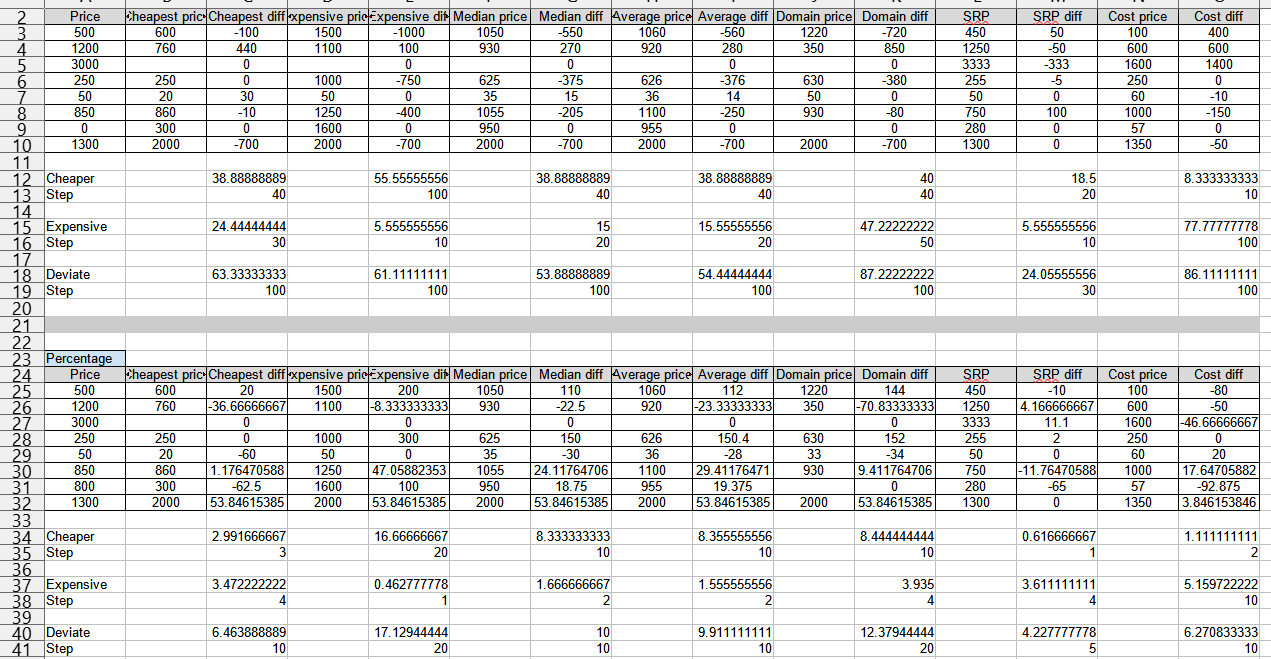 2 Price Cheapest pric Cheapest diff xpensive pric Expensive dif Median price Median diff Average price Average diff Domain price Domain diff SRP SRP diff Cost price Cost diff
3 500 600 -100 1500 -1000 1050 -550 1060 -560 1220 -720 450 50 100 400
4 1200 760 440 1100 100 930 270 920 280 350 850 1250 -50 600 600
5 3000 0 0 0 0 0 3333 -333 1600 1400
6 250 250 0 1000 -750 625 -375 626 -376 630 -380 255 -5 250 0
7 50 20 30 50 0 35 15 36 14 50 0 50 0 60 -10
8 850 860 -10 1250 -400 1055 -205 1100 -250 930 -80 750 100 1000 -150
9 0 300 0 1600 0 950 0 955 0 0 280 0 57 0
10 1300 2000 -700 2000 -700 2000 -700 2000 -700 2000 -700 1300 0 1350 -50
11
12 Cheaper 38.88888889 55.55555556 38.88888889 38.88888889 40 18.5 8.333333333
13 Step 40 100 40 40 40 20 10
14
15 Expensive 24.44444444 5.555555556 15 15.55555556 47.22222222 5.555555556 77.77777778
16 Step 30 10 20 20 50 10 100
17
18 Deviate 63.33333333 61.11111111 53.88888889 54.44444444 87.22222222 24.05555556 86.11111111
19 Step 100 100 100 100 100 30 100
20
21
22
23 Percentage
24 Price Cheapest pric Cheapest diff xpensive pric Expensive dif Median price Median diff Average price Average diff Domain price Domain diff SRP SRP diff Cost price Cost diff
25 500 600 20 1500 200 1050 110 1060 112 1220 144 450 -10 100 -80
26 1200 760 -36.66666667 1100 -8.333333333 930 -22.5 920 -23.33333333 350 -70.83333333 1250 4.166666667 600 -50
27 3000 0 0 0 0 0 3333 11.1 1600 -46.66666667
28 250 250 0 1000 300 625 150 626 150.4 630 152 255 2 250 0
29 50 20 -60 50 0 35 -30 36 -28 33 -34 50 0 60 20
30 850 860 1.176470588 1250 47.05882353 1055 24.11764706 1100 29.41176471 930 9.411764706 750 -11.76470588 1000 17.64705882
31 800 300 -62.5 1600 100 950 18.75 955 19.375 0 280 -65 57 -92.875
32 1300 2000 53.84615385 2000 53.84615385 2000 53.84615385 2000 53.84615385 2000 53.84615385 1300 0 1350 3.846153846
33
34 Cheaper 2.991666667 16.66666667 8.333333333 8.355555556 8.444444444 0.616666667 1.111111111
35 Step 3 20 10 10 10 1 2
36
37 Expensive 3.472222222 0.462777778 1.666666667 1.555555556 3.935 3.611111111 5.159722222
38 Step 4 1 2 2 4 4 10
39
40 Deviate 6.463888889 17.12944444 10 9.911111111 12.37944444 4.227777778 6.270833333
41 Step 10 20 10 10 20 5 10